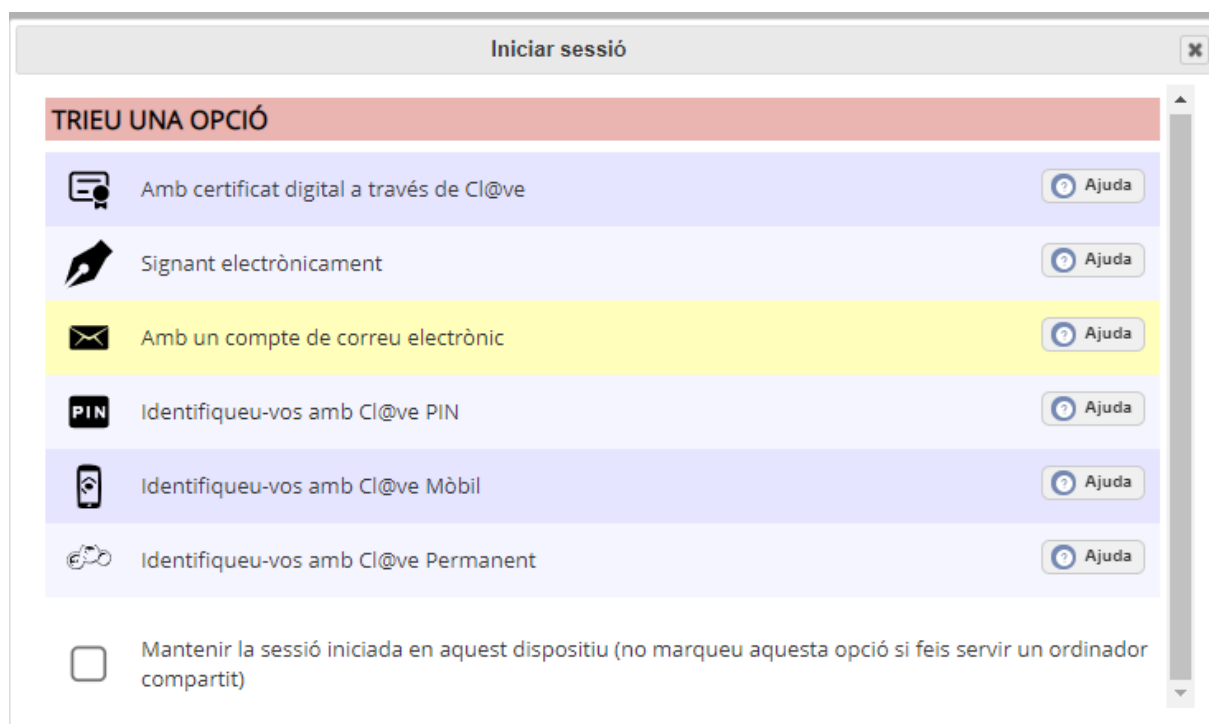 Iniciar sessió
TRIEU UNA OPCIÓ
Amb certificat digital a través de Cl@ve
Ajuda
Signant electrònicament
Ajuda
Amb un compte de correu electrònic
Ajuda
PIN
Identifiqueu-vos amb Cl@ve PIN
Ajuda
Identifiqueu-vos amb Cl@ve Mòbil
Ajuda
Identifiqueu-vos amb Cl@ve Permanent
Ajuda
Mantenir la sessió iniciada en aquest dispositiu (no marqueu aquesta opció si feis servir un ordinador
compartit)